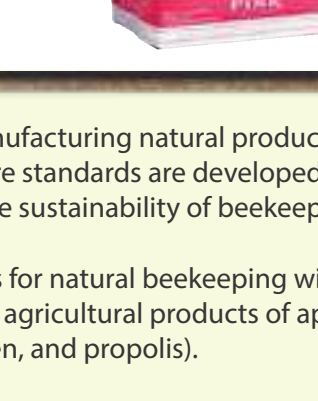 PINK
nufacturing natural produc
re standards are developed
e sustainability of beekeep
s for natural beekeeping wi
agricultural products of ap
en, and propolis).